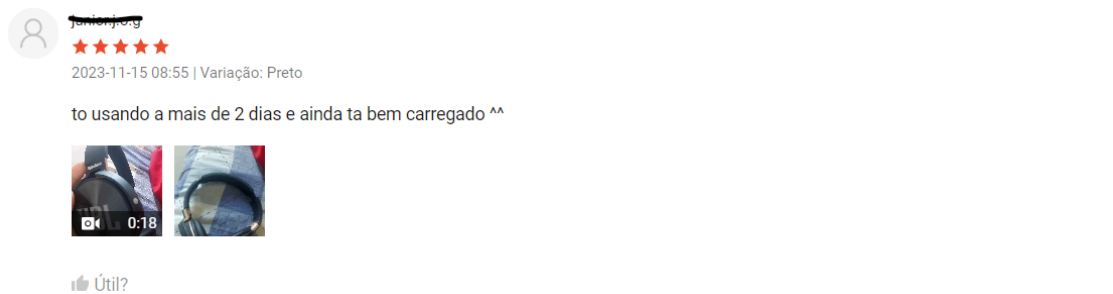 2023-11-15 08:55 | Variação: Preto
to usando a mais de 2 dias e ainda ta bem carregado ^^
JBL
0:18
Útil?